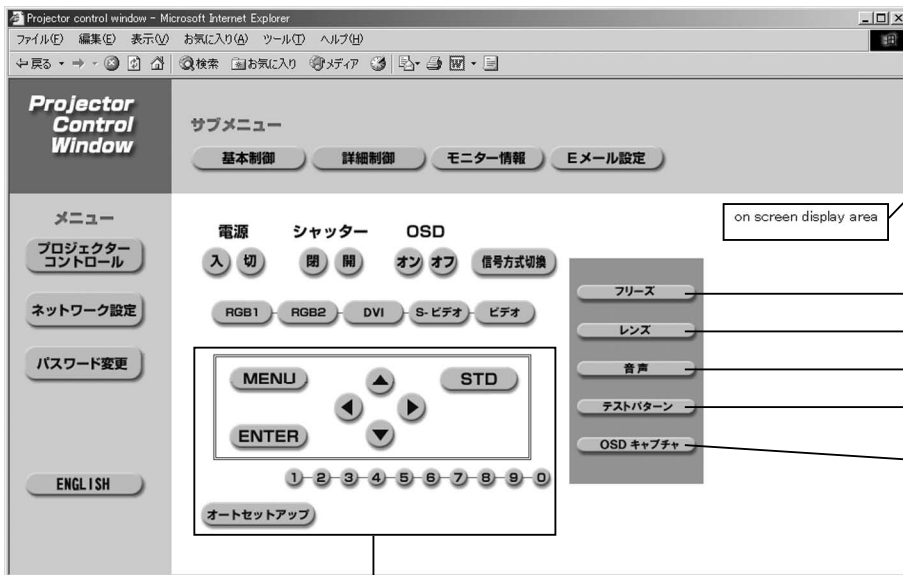 Projector control window - Microsoft Internet Explorer
ファイル(F) 編集(E) 表示(V) お気に入り(A) ツール(T) ヘルプ(H)
戻る 検索 お気に入り メディア
Projector
Control
Window
サブメニュー
基本制御 詳細制御 モニター情報 Eメール設定
メニュー
プロジェクター
コントロール
ネットワーク設定
パスワード変更
ENGLISH
電源 シャッター OSD
入 切 閉 開 オン オフ 信号方式切換
RGB1 RGB2 DVI S-ビデオ ビデオ
MENU STD
ENTER
1 2 3 4 5 6 7 8 9 0
オートセットアップ
on screen display area
フリーズ
レンズ
音声
テストパターン
OSD キャプチャ